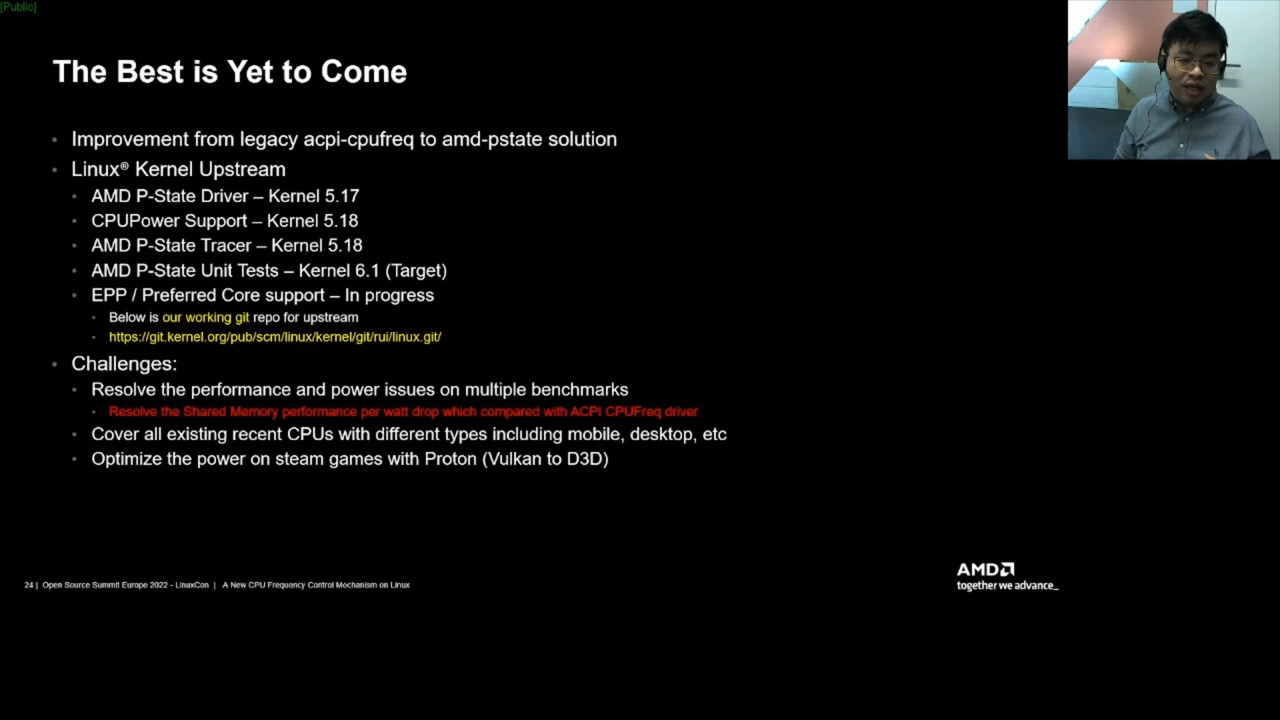 [Public]
The Best is Yet to Come
Improvement from legacy acpi-cpufreq to amd-pstate solution
Linux® Kernel Upstream
AMD P-State Driver – Kernel 5.17
CPUPower Support – Kernel 5.18
AMD P-State Tracer – Kernel 5.18
AMD P-State Unit Tests – Kernel 6.1 (Target)
EPP / Preferred Core support – In progress
Below is our working git repo for upstream
https://git.kernel.org/pub/scm/linux/kernel/git/rui/linux.git/
Challenges:
Resolve the performance and power issues on multiple benchmarks
Resolve the Shared Memory performance per watt drop which compared with ACPI CPUFreq driver
Cover all existing recent CPUs with different types including mobile, desktop, etc
Optimize the power on steam games with Proton (Vulkan to D3D)
24 | Open Source Summit Europe 2022 - LinuxCon | A New CPU Frequency Control Mechanism on Linux
AMD
together we advance_